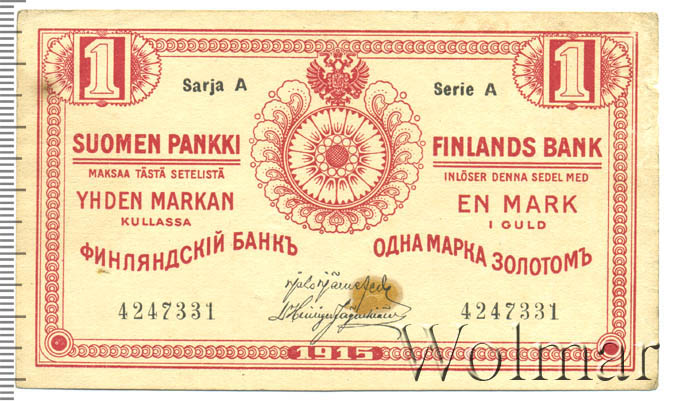 1 1
Sarja A Serie A
SUOMEN PANKKI
MAKSAA TÄSTÄ SETELISTÄ
YHDEN MARKAN
KULLASSA
FINLANDS BANK
INLÖSER DENNA SEDEL MED
EN MARK
I GULD
ФИНЛЯНДСКІЙ БАНКЪ ОДНА МАРКА ЗОЛОТОМЪ
4247331 4247331
1915
Wolmar